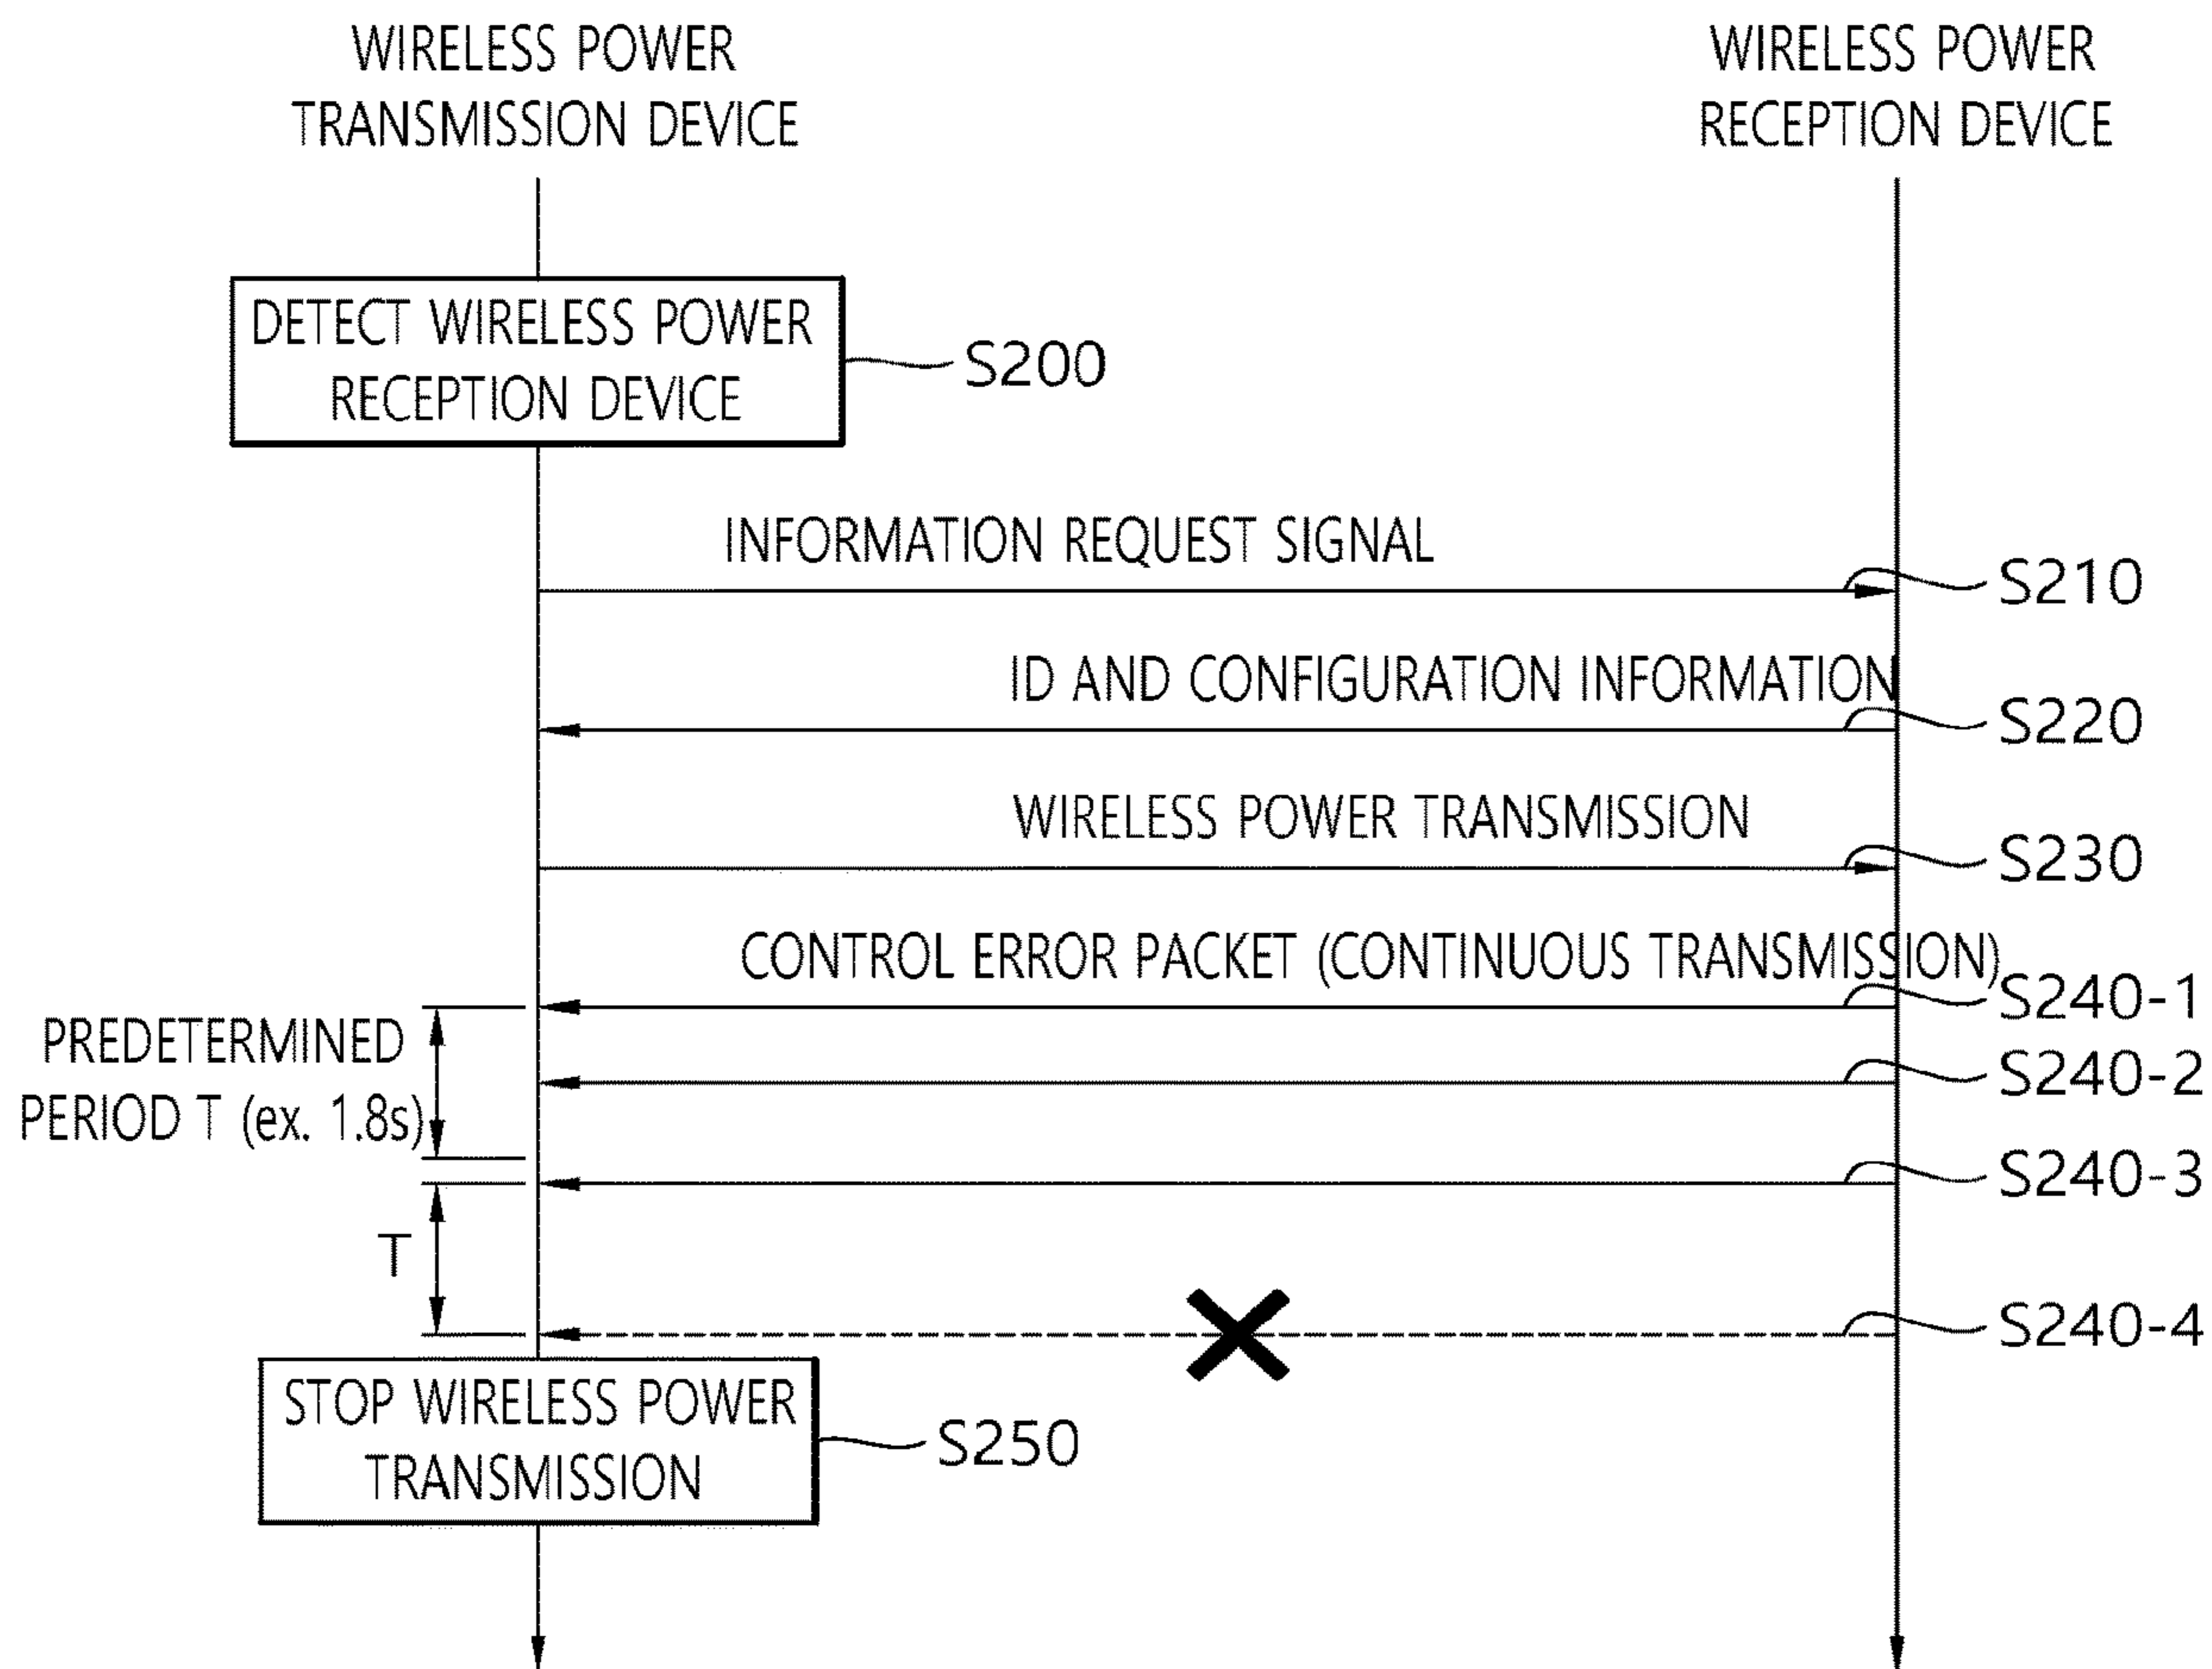 WIRELESS POWER
TRANSMISSION DEVICE
WIRELESS POWER
RECEPTION DEVICE
DETECT WIRELESS POWER
RECEPTION DEVICE
S200
INFORMATION REQUEST SIGNAL
S210
ID AND CONFIGURATION INFORMATION
S220
WIRELESS POWER TRANSMISSION
S230
CONTROL ERROR PACKET (CONTINUOUS TRANSMISSION)
S240-1
PREDETERMINED
PERIOD T (ex. 1.8s)
S240-2
S240-3
T
S240-4
STOP WIRELESS POWER
TRANSMISSION
S250